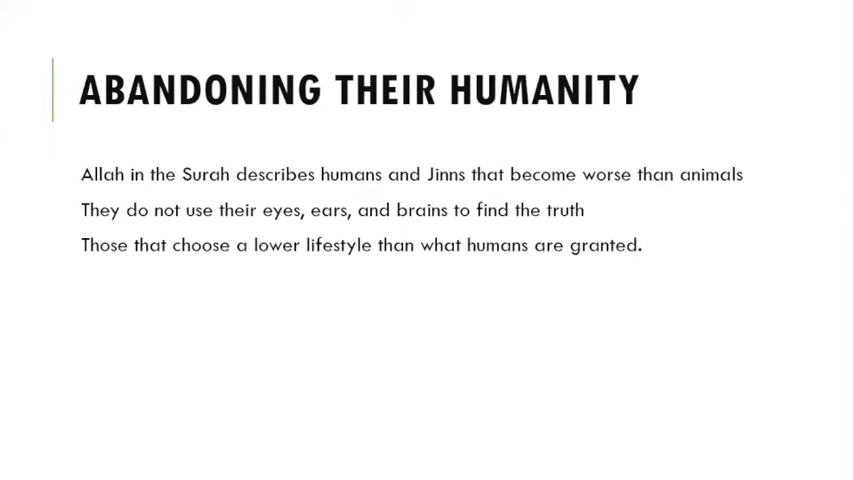 ABANDONING THEIR HUMANITY
Allah in the Surah describes humans and Jinns that become worse than animals
They do not use their eyes, ears, and brains to find the truth
Those that choose a lower lifestyle than what humans are granted.